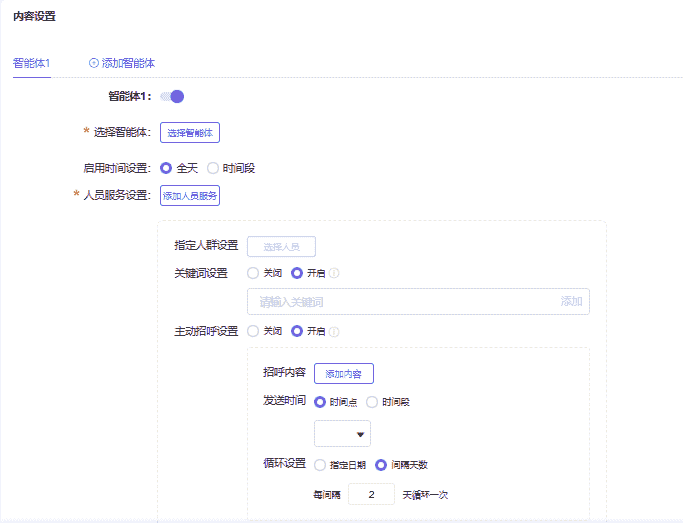 内容设置
智能体1 添加智能体
智能体1：
* 选择智能体： 选择智能体
启用时间设置： 全天 时间段
* 人员服务设置： 添加人员服务
指定人群设置 选择人员
关键词设置 关闭 开启
请输入关键词 添加
主动招呼设置 关闭 开启
招呼内容 添加内容
发送时间 时间点 时间段
循环设置 指定日期 间隔天数
每间隔 2 天循环一次